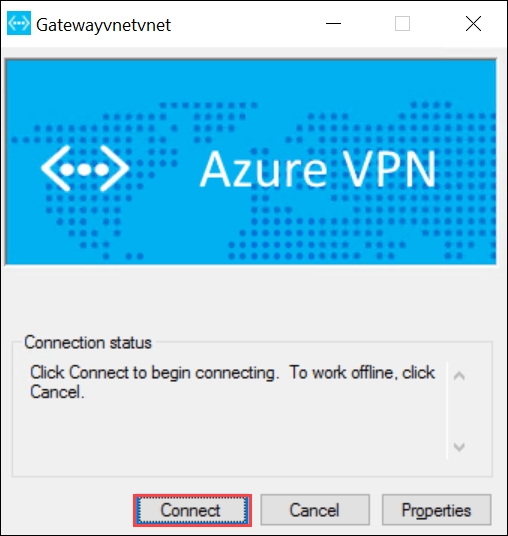 Gatewayvnetvnet
Azure VPN
Connection status
Click Connect to begin connecting.  To work offline, click
Cancel.
Connect
Cancel
Properties